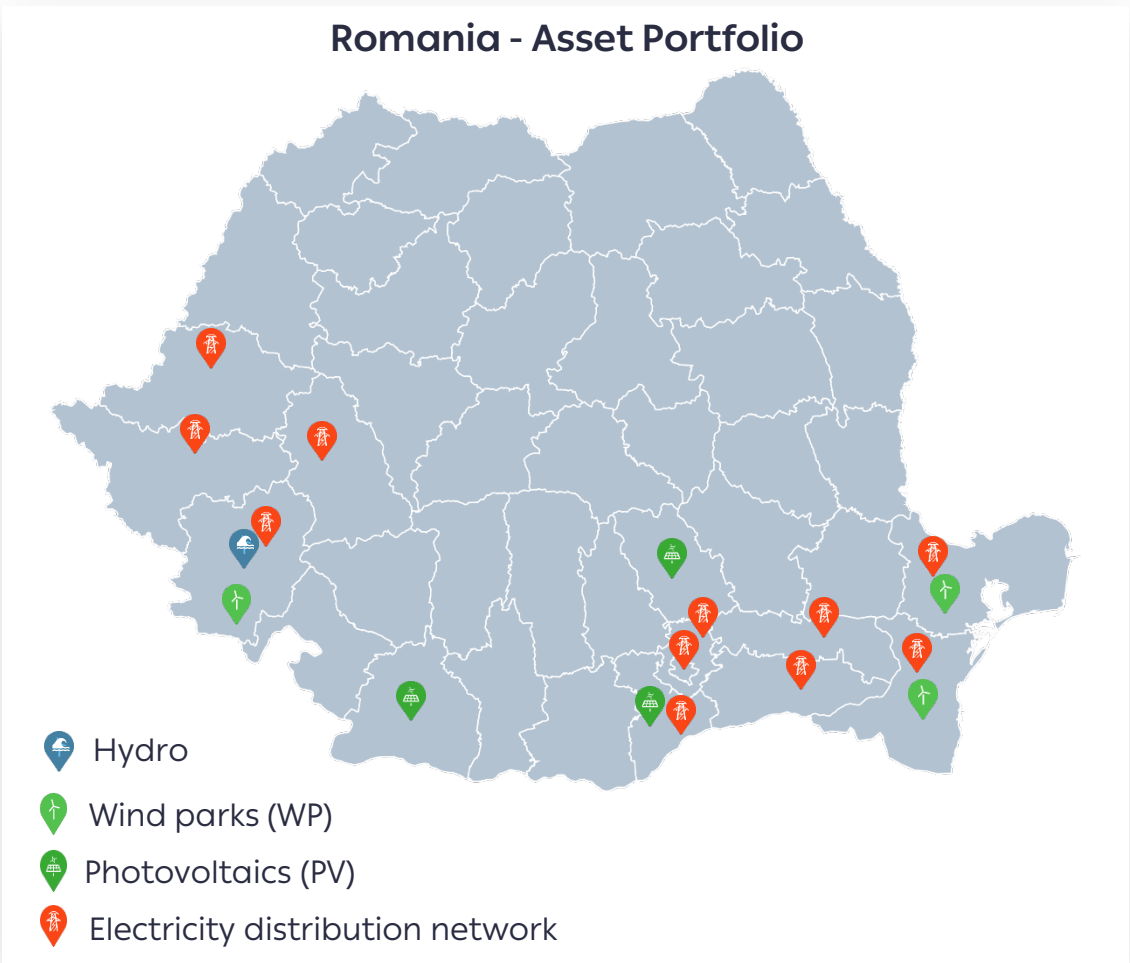 Romania - Asset Portfolio
Hydro
Wind parks (WP)
Photovoltaics (PV)
Electricity distribution network